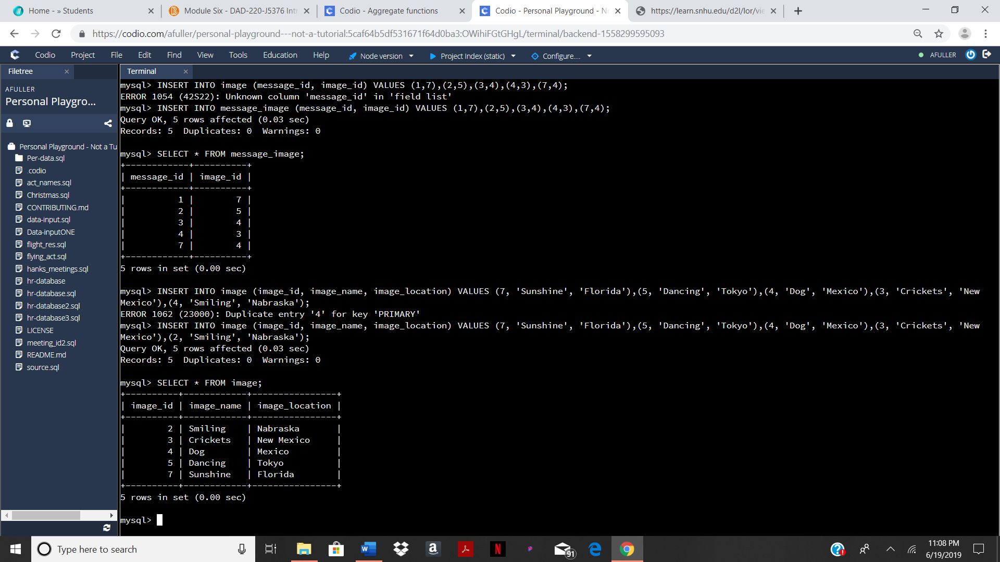 Home - » Students
Module Six - DAD-220-J5376 Intr
Codio - Aggregate functions
Codio - Personal Playground - No
https://learn.snhu.edu/d2l/lor/vie
https://codio.com/afuller/personal-playground---not-a-tutorial:5caf64b5df531671f64d0ba3:OWihiFGtGHgL/terminal/backend-1558299595093
Codio Project File Edit Find View Tools Education Help Node version Project Index (static) Configure.... AFULLER
Filetree
Terminal
AFULLER
Personal Playgro...
Personal Playground - Not a Tu
Per-data.sql
.codio
act_names.sql
Christmas.sql
CONTRIBUTING.md
data-input.sql
Data-inputONE
flight_res.sql
flying_act.sql
hanks_meetings.sql
hr-database
hr-database.sql
hr-database2.sql
hr-database3.sql
LICENSE
meeting_id2.sql
README.md
source.sql
mysql> INSERT INTO image (message_id, image_id) VALUES (1,7),(2,5),(3,4),(4,3),(7,4);
ERROR 1054 (42S22): Unknown column 'message_id' in 'field list'
mysql> INSERT INTO message_image (message_id, image_id) VALUES (1,7),(2,5),(3,4),(4,3),(7,4);
Query OK, 5 rows affected (0.03 sec)
Records: 5  Duplicates: 0  Warnings: 0
mysql> SELECT * FROM message_image;
+------------+----------+
| message_id | image_id |
+------------+----------+
|          1 |        7 |
|          2 |        5 |
|          3 |        4 |
|          4 |        3 |
|          7 |        4 |
+------------+----------+
5 rows in set (0.00 sec)
mysql> INSERT INTO image (image_id, image_name, image_location) VALUES (7, 'Sunshine', 'Florida'),(5, 'Dancing', 'Tokyo'),(4, 'Dog', 'Mexico'),(3, 'Crickets', 'New
Mexico'),(4, 'Smiling', 'Nabraska');
ERROR 1062 (23000): Duplicate entry '4' for key 'PRIMARY'
mysql> INSERT INTO image (image_id, image_name, image_location) VALUES (7, 'Sunshine', 'Florida'),(5, 'Dancing', 'Tokyo'),(4, 'Dog', 'Mexico'),(3, 'Crickets', 'New
Mexico'),(2, 'Smiling', 'Nabraska');
Query OK, 5 rows affected (0.03 sec)
Records: 5  Duplicates: 0  Warnings: 0
mysql> SELECT * FROM image;
+----------+------------+----------------+
| image_id | image_name | image_location |
+----------+------------+----------------+
|        2 | Smiling    | Nabraska       |
|        3 | Crickets   | New Mexico     |
|        4 | Dog        | Mexico         |
|        5 | Dancing    | Tokyo          |
|        7 | Sunshine   | Florida        |
+----------+------------+----------------+
5 rows in set (0.00 sec)
mysql>
Type here to search
91
11:08 PM
6/19/2019